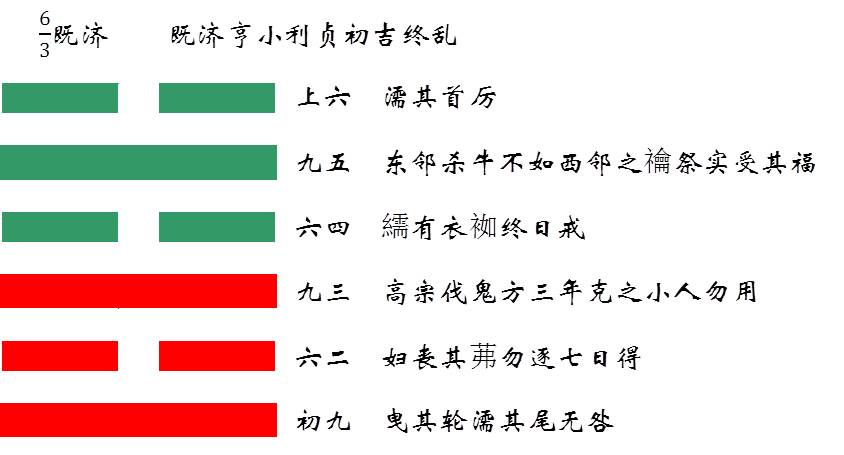 6/3既济 既济亨小利贞初吉终乱
上六 濡其首厉
九五 东邻杀牛不如西邻之禴祭实受其福
六四 繻有衣袽终日戒
九三 高宗伐鬼方三年克之小人勿用
六二 妇丧其茀勿逐七日得
初九 曳其轮濡其尾无咎